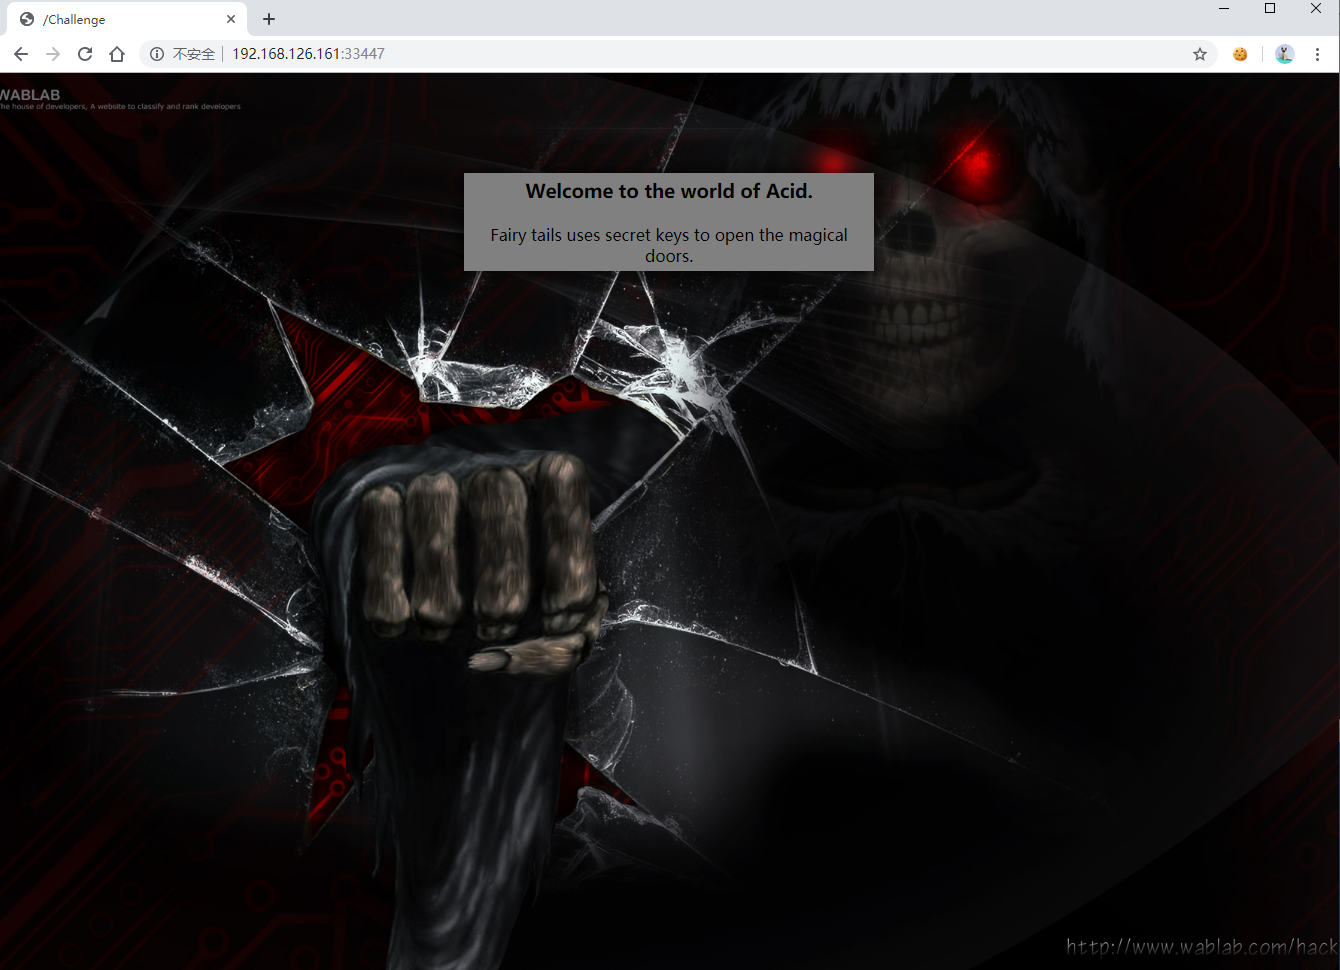 /Challenge
不安全
192.168.126.161:33447
WABLAB
The house of developers, A website to classify and rank developers
Welcome to the world of Acid.
Fairy tails uses secret keys to open the magical
doors.
http://www.wablab.com/hack